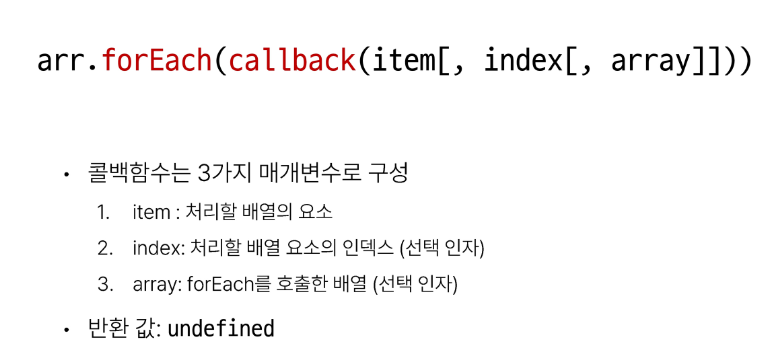 arr.forEach(callback(item[, index[, array]]))
• 콜백함수는 3가지 매개변수로 구성
1. item : 처리할 배열의 요소
2. index: 처리할 배열 요소의 인덱스 (선택 인자)
3. array: forEach를 호출한 배열 (선택 인자)
• 반환 값: undefined